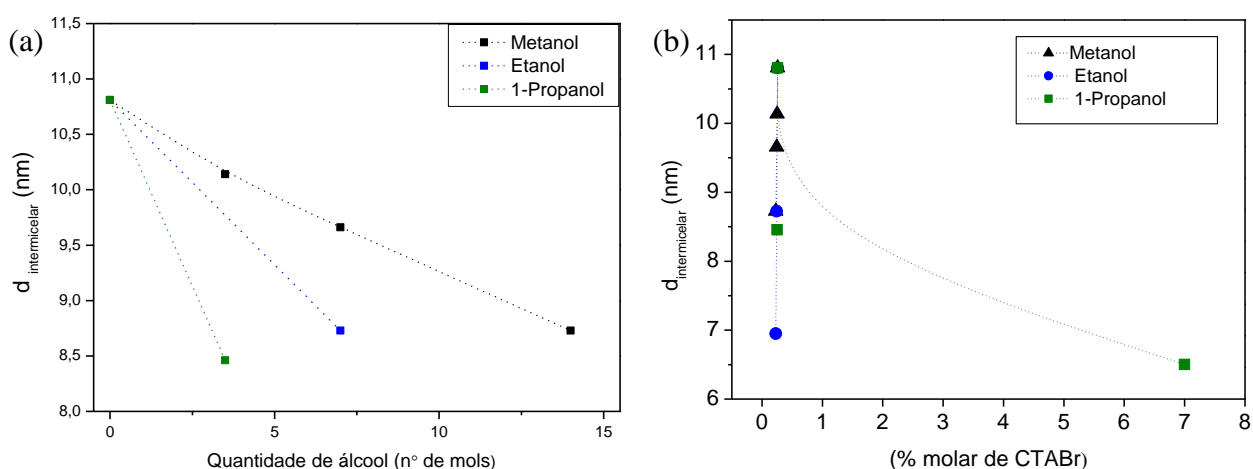 (a)
11,5
11,0
10,5
10,0
9,5
9,0
8,5
8,0
d intermicelar (nm)
Metanol
Etanol
1-Propanol
0
5
10
15
Quantidade de álcool (n° de mols)
(b)
11
10
9
8
7
6
d intermicelar (nm)
Metanol
Etanol
1-Propanol
0
1
2
3
4
5
6
7
8
(% molar de CTABr)